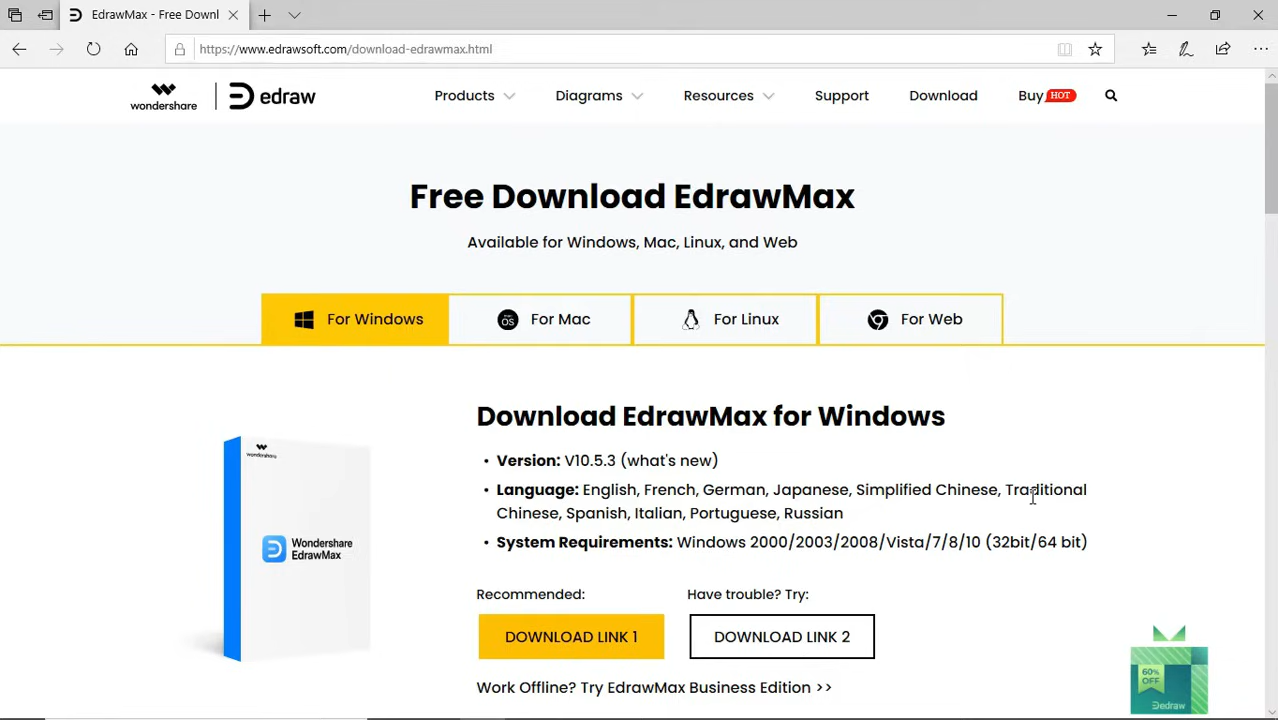 EdrawMax - Free Downl
https://www.edrawsoft.com/download-edrawmax.html
wondershare edraw Products Diagrams Resources Support Download Buy HOT
Free Download EdrawMax
Available for Windows, Mac, Linux, and Web
For Windows For Mac For Linux For Web
Download EdrawMax for Windows
• Version: V10.5.3 (what's new)
• Language: English, French, German, Japanese, Simplified Chinese, Traditional
Chinese, Spanish, Italian, Portuguese, Russian
• System Requirements: Windows 2000/2003/2008/Vista/7/8/10 (32bit/64 bit)
wondershare
Wondershare
EdrawMax
Recommended: Have trouble? Try:
DOWNLOAD LINK 1 DOWNLOAD LINK 2
Work Offline? Try EdrawMax Business Edition >>
60%
OFF
edraw